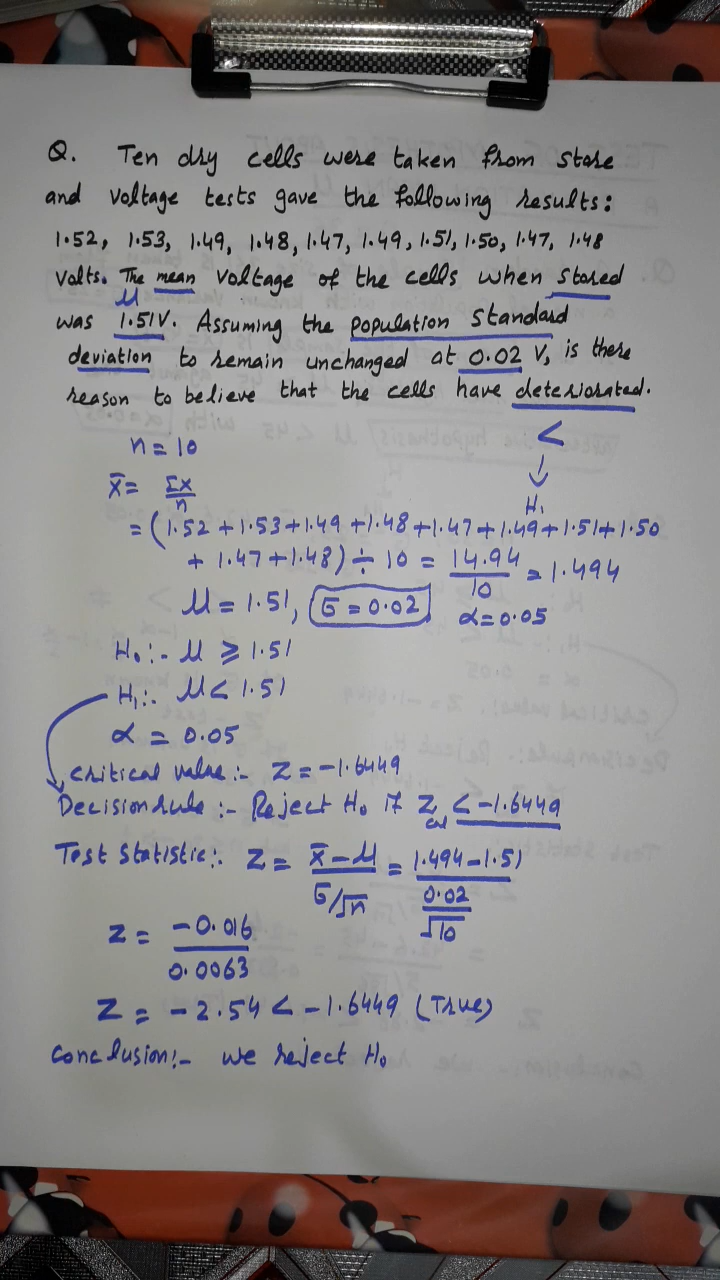 Q. Ten dry cells were taken from store
and voltage tests gave the following results:
1.52, 1.53, 1.49, 1.48, 1.47, 1.49, 1.51, 1.50, 1.47, 1.48
volts. The mean voltage of the cells when stored
μ
was 1.51V. Assuming the population standard
deviation to remain unchanged at 0.02 V, is there
reason to believe that the cells have deteriorated.
<
↓
H₁
n = 10
x̄ = Σx/n
= (1.52 + 1.53 + 1.49 + 1.48 + 1.47 + 1.49 + 1.51 + 1.50
+ 1.47 + 1.48) ÷ 10 = 14.94/10 = 1.494
μ = 1.51, σ = 0.02 α = 0.05
H₀ :- μ ≥ 1.51
H₁ :- μ < 1.51
α = 0.05
critical value :- Z = -1.6449
Decision rule :- Reject H₀ if Z cal < -1.6449
Test Statistic :- Z = (x̄ - μ)/(σ/√n) = (1.494 - 1.51)/(0.02/√10)
Z = -0.016/0.0063
Z = -2.54 < -1.6449 (True)
Conclusion :- we reject H₀